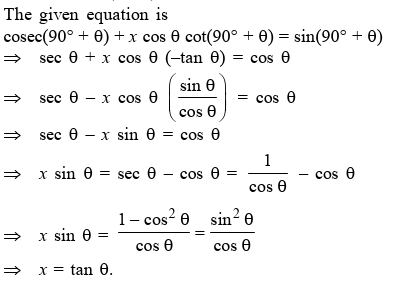 The given equation is
cosec(90° + θ) + x cos θ cot(90° + θ) = sin(90° + θ)
⇒ sec θ + x cos θ (–tan θ) = cos θ
⇒ sec θ – x cos θ (sin θ / cos θ) = cos θ
⇒ sec θ – x sin θ = cos θ
⇒ x sin θ = sec θ – cos θ = 1 / cos θ – cos θ
⇒ x sin θ = 1 – cos² θ / cos θ = sin² θ / cos θ
⇒ x = tan θ.